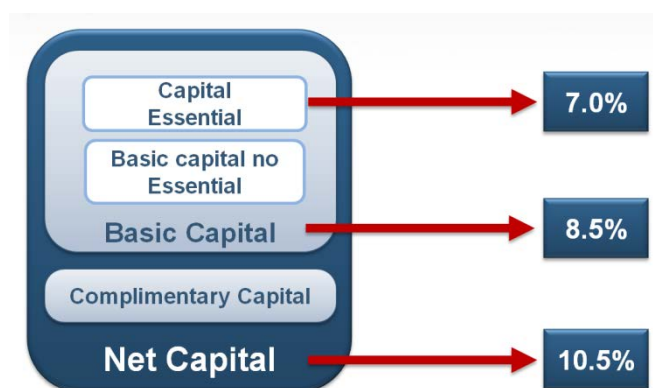 Capital
Essential
7.0%
Basic capital no
Essential
Basic Capital
8.5%
Complimentary Capital
Net Capital
10.5%